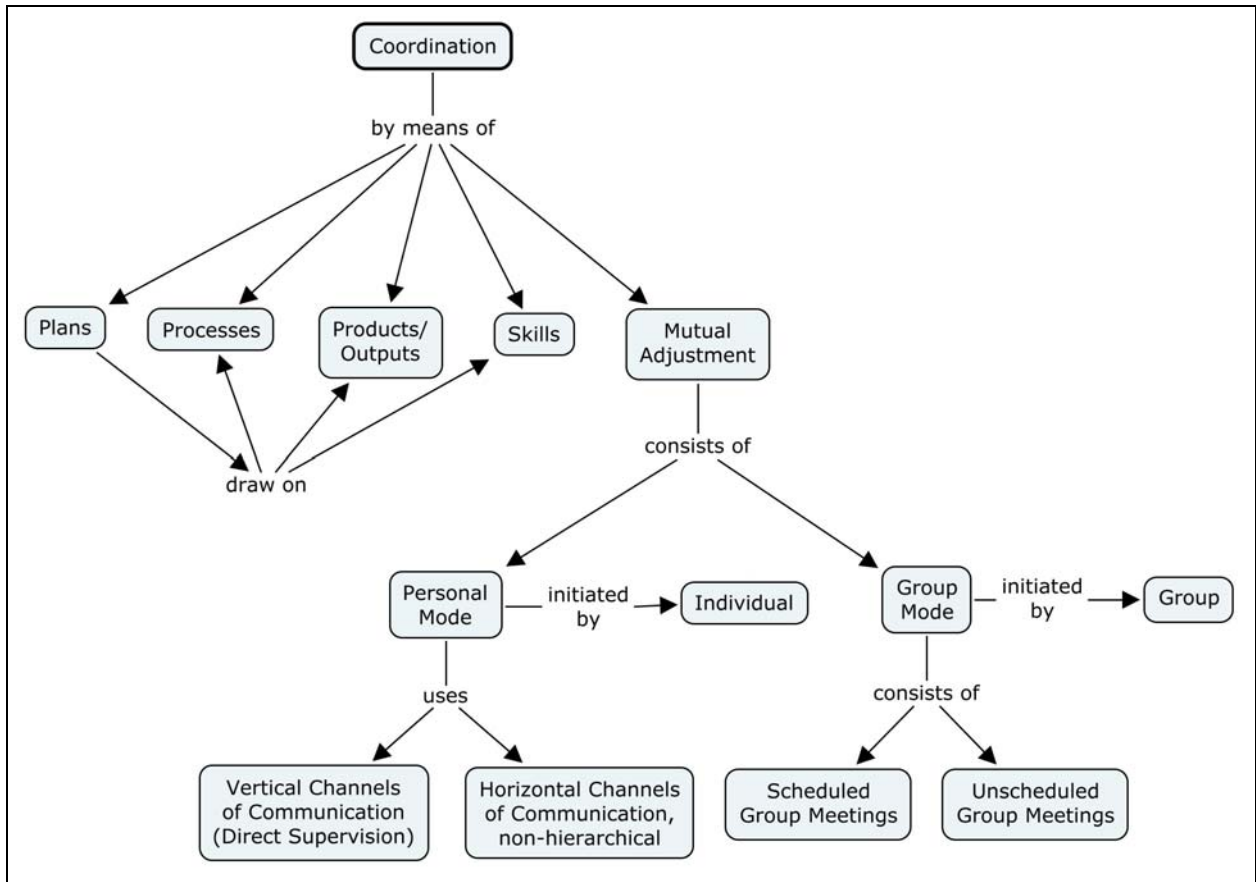 Coordination
by means of
Plans
Processes
Products/
Outputs
Skills
Mutual
Adjustment
draw on
consists of
Personal
Mode
initiated
by
Individual
Group
Mode
initiated
by
Group
uses
consists of
Vertical Channels
of Communication
(Direct Supervision)
Horizontal Channels
of Communication,
non-hierarchical
Scheduled
Group Meetings
Unscheduled
Group Meetings